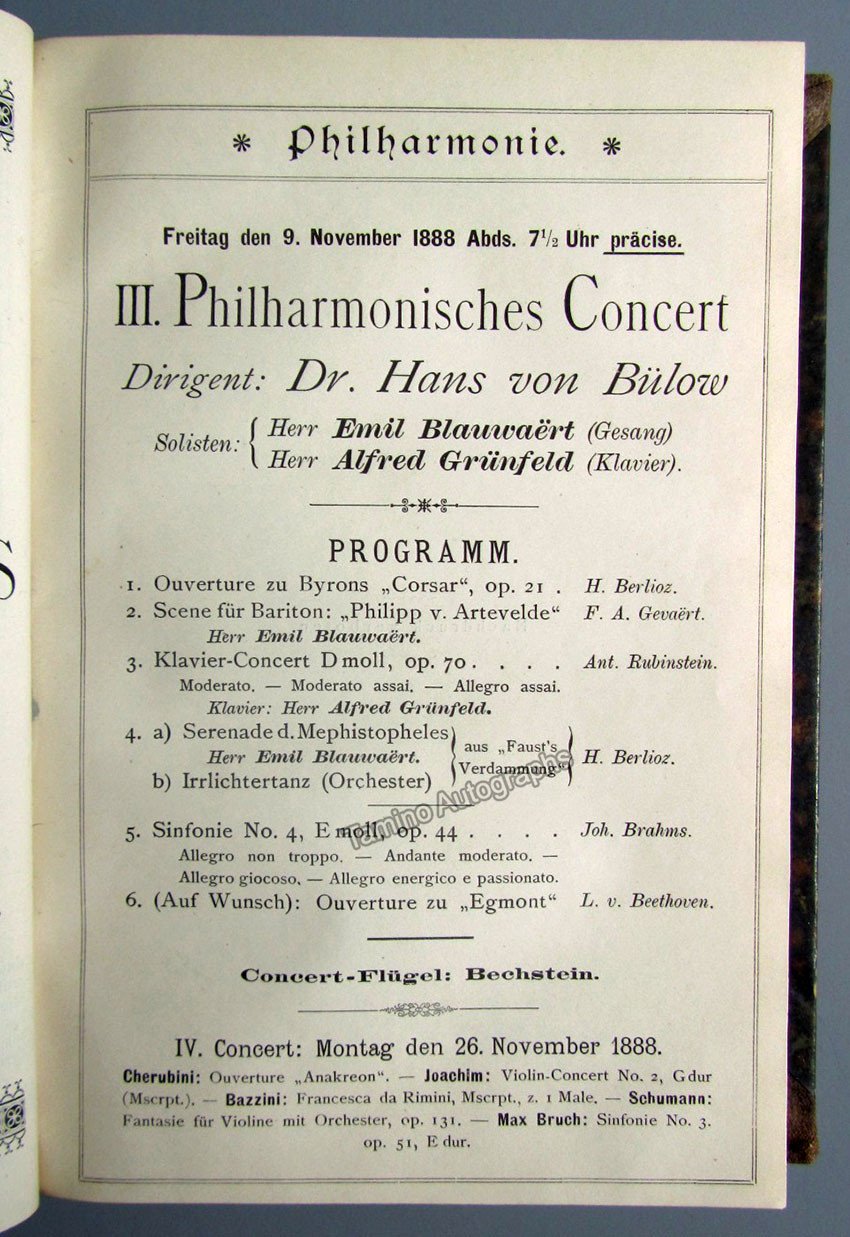 * Philharmonie. *
Freitag den 9. November 1888 Abds. 7 1/2 Uhr präcise.
III. Philharmonisches Concert
Dirigent: Dr. Hans von Bülow
Solisten: { Herr Emil Blauwaërt (Gesang)
Herr Alfred Grünfeld (Klavier).
PROGRAMM.
1. Ouverture zu Byrons „Corsar“, op. 21 . H. Berlioz.
2. Scene für Bariton: „Philipp v. Artevelde“ F. A. Gevaërt.
Herr Emil Blauwaërt.
3. Klavier-Concert D moll, op. 70 . . . . Ant. Rubinstein.
Moderato. — Moderato assai. — Allegro assai.
Klavier: Herr Alfred Grünfeld.
4. a) Serenade d. Mephistopheles
Herr Emil Blauwaërt.
b) Irrlichtertanz (Orchester)
aus „Faust's
Verdammung“
H. Berlioz.
Tamino Autographs
5. Sinfonie No. 4, E moll, op. 44 . . . . Joh. Brahms.
Allegro non troppo. — Andante moderato. —
Allegro giocoso. — Allegro energico e passionato.
6. (Auf Wunsch): Ouverture zu „Egmont“ L. v. Beethoven.
Concert-Flügel: Bechstein.
IV. Concert: Montag den 26. November 1888.
Cherubini: Ouverture „Anakreon“. — Joachim: Violin-Concert No. 2, G dur
(Mscrpt.). — Bazzini: Francesca da Rimini, Mscrpt., z. 1 Male. — Schumann:
Fantasie für Violine mit Orchester, op. 131. — Max Bruch: Sinfonie No. 3.
op. 51, E dur.